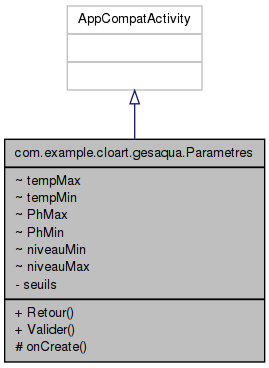 AppCompatActivity
com.example.cloart.gesaqua.Parametres
~ tempMax
~ tempMin
~ PhMax
~ PhMin
~ niveauMin
~ niveauMax
- seuils
+ Retour()
+ Valider()
# onCreate()